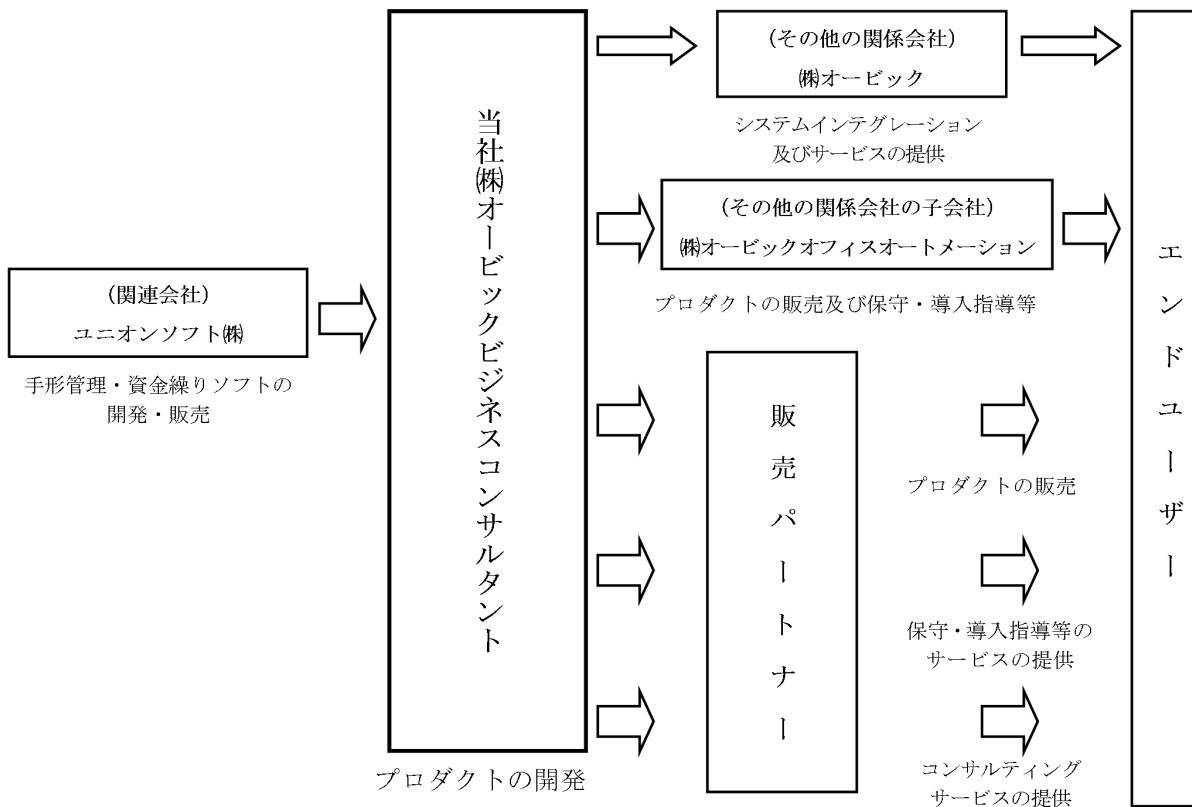 (関連会社)
ユニオンソフト㈱
手形管理・資金繰りソフトの
開発・販売
当社㈱オービックビジネスコンサルタント
プロダクトの開発
(その他の関係会社)
㈱オービック
システムインテグレーション
及びサービスの提供
(その他の関係会社の子会社)
㈱オービックオフィスオートメーション
プロダクトの販売及び保守・導入指導等
販売パートナー
プロダクトの販売
保守・導入指導等の
サービスの提供
コンサルティング
サービスの提供
エンドユーザー